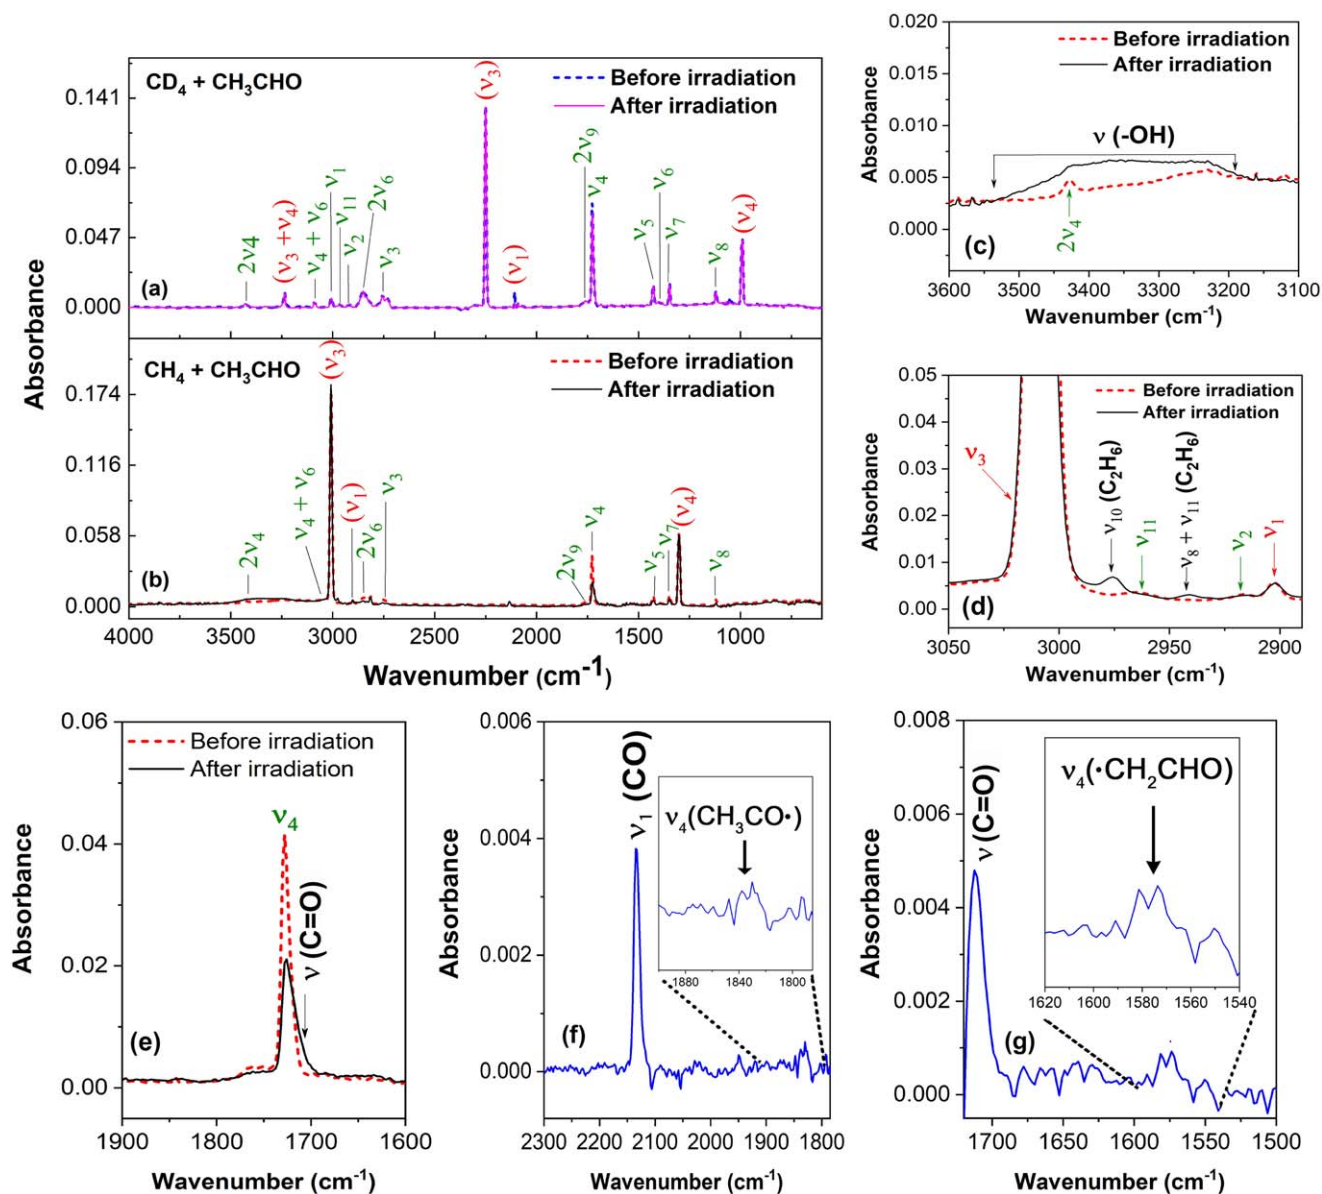 CD₄ + CH₃CHO
Before irradiation
After irradiation
(ν₃)
2ν₉
ν₄
ν₆
ν₅
ν₇
(ν₄)
ν₈
(ν₁)
2ν4
(ν₃ + ν₄)
ν₄ + ν₆
ν₁
ν₁₁
ν₂
2ν₆
ν₃
0.141
0.094
0.047
0.000
(a)
Absorbance
CH₄ + CH₃CHO
Before irradiation
After irradiation
(ν₃)
2ν₄
ν₄ + ν₆
(ν₁)
2ν₆
ν₃
2ν₉
ν₄
ν₅
ν₇
(ν₄)
ν₈
0.174
0.116
0.058
0.000
(b)
4000 3500 3000 2500 2000 1500 1000
Wavenumber (cm⁻¹)
0.020
0.015
0.010
0.005
0.000
Absorbance
Before irradiation
After irradiation
ν (-OH)
2ν₄
(c)
3600 3500 3400 3300 3200 3100
Wavenumber (cm⁻¹)
0.05
0.04
0.03
0.02
0.01
0.00
Absorbance
Before irradiation
After irradiation
ν₃
ν₁₀ (C₂H₆)
ν₁₁
ν₈ + ν₁₁ (C₂H₆)
ν₂
ν₁
(d)
3050 3000 2950 2900
Wavenumber (cm⁻¹)
0.06
0.04
0.02
0.00
Absorbance
Before irradiation
After irradiation
ν₄
ν (C=O)
(e)
1900 1800 1700 1600
Wavenumber (cm⁻¹)
0.006
0.004
0.002
0.000
Absorbance
ν₁ (CO)
ν₄(CH₃CO•)
1880 1840 1800
(f)
2300 2200 2100 2000 1900 1800
Wavenumber (cm⁻¹)
0.008
0.006
0.004
0.002
0.000
Absorbance
ν (C=O)
ν₄(•CH₂CHO)
1620 1600 1580 1560 1540
(g)
1700 1650 1600 1550 1500
Wavenumber (cm⁻¹)